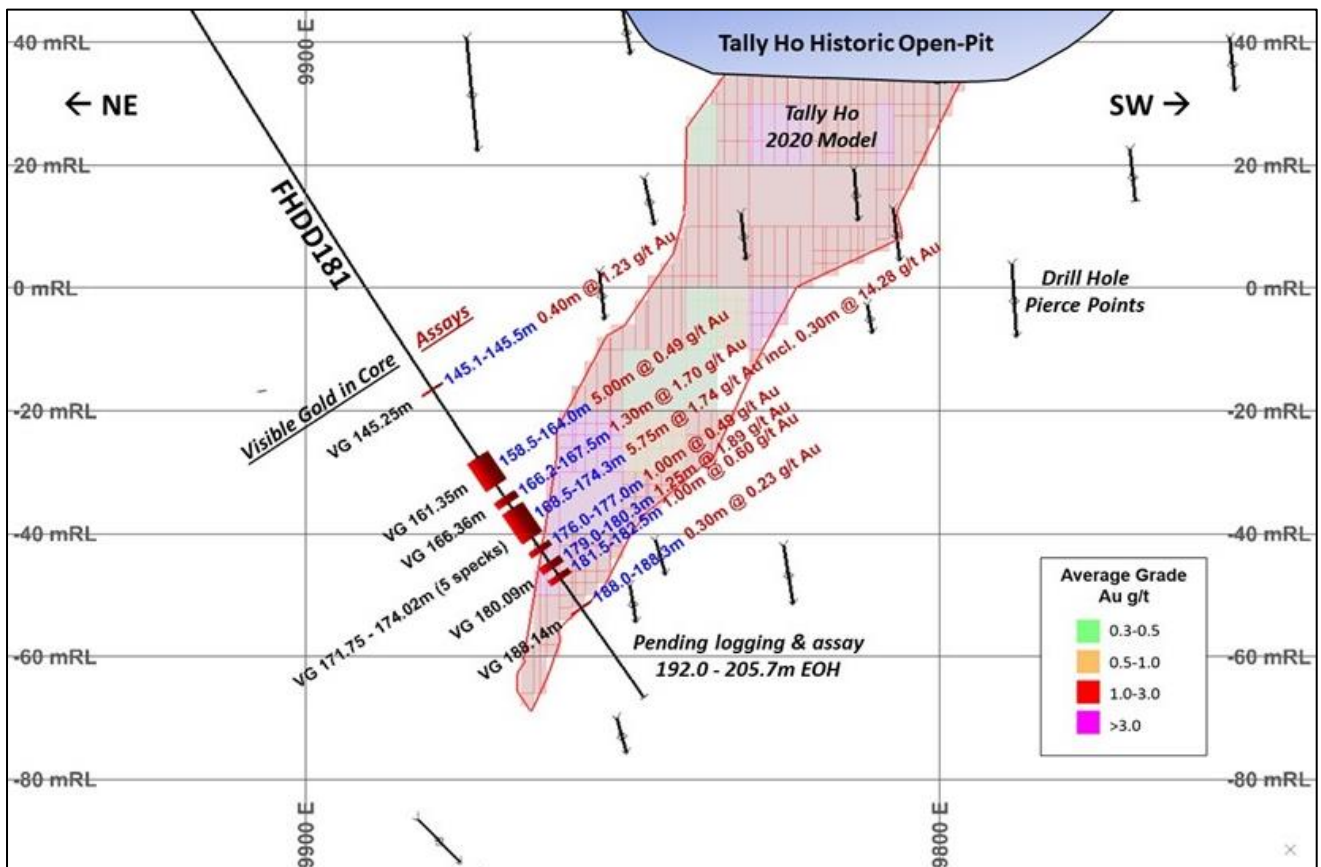 40 mRL
9900 E
Tally Ho Historic Open-Pit
40 mRL
← NE
SW →
Tally Ho
2020 Model
20 mRL
20 mRL
FHDD181
0 mRL
0 mRL
Drill Hole
Pierce Points
Assays
Visible Gold in Core
145.1-145.5m 0.40m @ 1.23 g/t Au
158.5-164.0m 5.00m @ 0.49 g/t Au
166.2-167.5m 1.30m @ 1.70 g/t Au
168.5-174.3m 5.75m @ 1.74 g/t Au incl. 0.30m @ 14.28 g/t Au
176.0-177.0m 1.00m @ 0.49 g/t Au
179.0-180.3m 1.25m @ 1.89 g/t Au
181.5-182.5m 1.00m @ 0.60 g/t Au
188.0-188.3m 0.30m @ 0.23 g/t Au
-20 mRL
-20 mRL
VG 145.25m
VG 161.35m
VG 166.36m
VG 171.75 - 174.02m (5 specks)
VG 180.09m
VG 188.14m
-40 mRL
-40 mRL
Pending logging & assay
192.0 - 205.7m EOH
-60 mRL
-60 mRL
Average Grade
Au g/t
0.3-0.5
0.5-1.0
1.0-3.0
>3.0
-80 mRL
-80 mRL
9900 E
9800 E